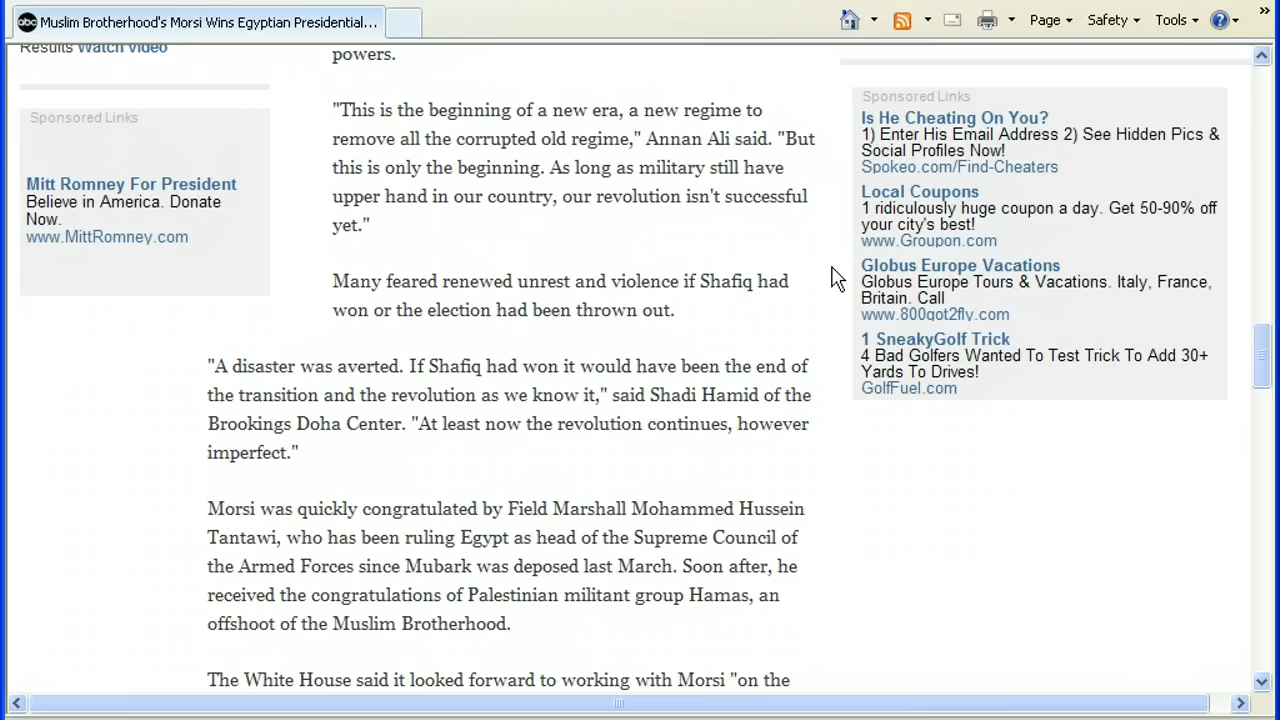 Muslim Brotherhood's Morsi Wins Egyptian Presidential...
Page
Safety
Tools
Results Watch Video
Sponsored Links
Mitt Romney For President
Believe in America. Donate
Now.
www.MittRomney.com
powers.
"This is the beginning of a new era, a new regime to
remove all the corrupted old regime," Annan Ali said. "But
this is only the beginning. As long as military still have
upper hand in our country, our revolution isn't successful
yet."
Many feared renewed unrest and violence if Shafiq had
won or the election had been thrown out.
"A disaster was averted. If Shafiq had won it would have been the end of
the transition and the revolution as we know it," said Shadi Hamid of the
Brookings Doha Center. "At least now the revolution continues, however
imperfect."
Morsi was quickly congratulated by Field Marshall Mohammed Hussein
Tantawi, who has been ruling Egypt as head of the Supreme Council of
the Armed Forces since Mubark was deposed last March. Soon after, he
received the congratulations of Palestinian militant group Hamas, an
offshoot of the Muslim Brotherhood.
The White House said it looked forward to working with Morsi "on the
Sponsored Links
Is He Cheating On You?
1) Enter His Email Address 2) See Hidden Pics &
Social Profiles Now!
Spokeo.com/Find-Cheaters
Local Coupons
1 ridiculously huge coupon a day. Get 50-90% off
your city's best!
www.Groupon.com
Globus Europe Vacations
Globus Europe Tours & Vacations. Italy, France,
Britain. Call
www.800got2fly.com
1 SneakyGolf Trick
4 Bad Golfers Wanted To Test Trick To Add 30+
Yards To Drives!
GolfFuel.com